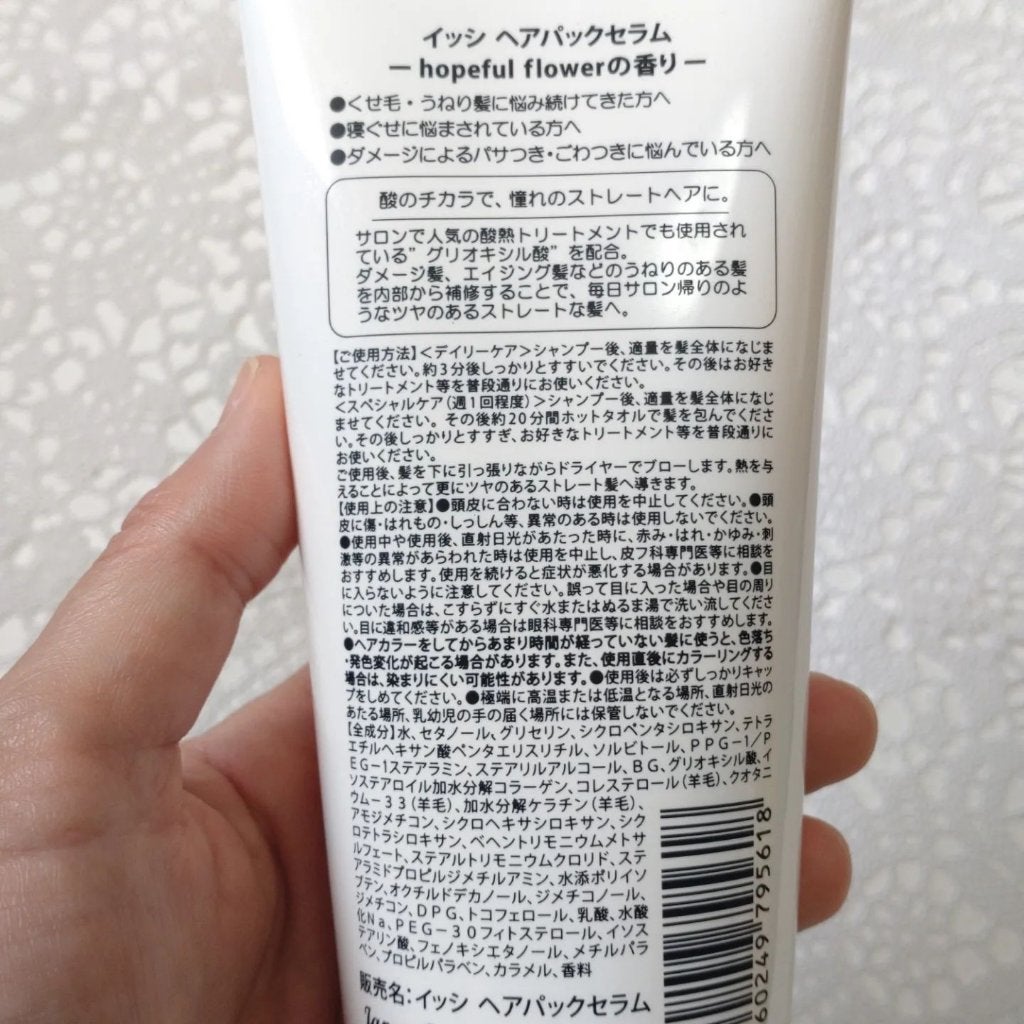 イッシ ヘアパックセラム
― hopeful flowerの香り ―
●くせ毛・うねり髪に悩み続けてきた方へ
●寝ぐせに悩まされている方へ
●ダメージによるパサつき・ごわつきに悩んでいる方へ
酸のチカラで、憧れのストレートヘアに。
サロンで人気の酸熱トリートメントでも使用され
ている”グリオキシル酸”を配合。
ダメージ髪、エイジング髪などのうねりのある髪
を内部から補修することで、毎日サロン帰りのよ
うなツヤのあるストレートな髪へ。
【ご使用方法】＜デイリーケア＞シャンプー後、適量を髪全体になじま
せてください。約3分後しっかりとすすいでください。その後はお好き
なトリートメント等を普段通りにお使いください。
＜スペシャルケア（週1回程度）＞シャンプー後、適量を髪全体になじ
ませてください。その後約20分間ホットタオルで髪を包んでくださ
い。その後しっかりとすすぎ、お好きなトリートメント等を普段通りに
お使いください。
ご使用後、髪を下に引っ張りながらドライヤーでブローします。熱を与
えることによって更にツヤのあるストレート髪へ導きます。
【使用上の注意】●頭皮に合わない時は使用を中止してください。●頭
皮に傷・はれもの・しっしん等、異常のある時は使用しないでください。
●使用中や使用後、直射日光があたった時に、赤み・はれ・かゆみ・刺
激等の異常があらわれた時は使用を中止し、皮フ科専門医等に相談を
おすすめします。使用を続けると症状が悪化する場合があります。●目
に入らないように注意してください。誤って目に入った場合や目の周り
についた場合は、こすらずにすぐ水またはぬるま湯で洗い流してくださ
い。目に違和感等がある場合は眼科専門医等に相談をおすすめします。
●ヘアカラーをしてからあまり時間が経っていない髪に使うと、色落ち
・発色変化が起こる場合があります。また、使用直後にカラーリングする
場合は、染まりにくい可能性があります。●使用後は必ずしっかりキャッ
プをしめてください。●極端に高温または低温となる場所、直射日光の
あたる場所、乳幼児の手の届く場所には保管しないでください。
【全成分】水、セタノール、グリセリン、シクロペンタシロキサン、テトラ
エチルヘキサン酸ペンタエリスリチル、ソルビトール、PPG-1/P
EG-1ステアラミン、ステアリルアルコール、BG、グリオキシル酸、イ
ソステアロイル加水分解コラーゲン、コレステロール（羊毛）、クオタニ
ウム-33（羊毛）、加水分解ケラチン（羊毛）、
アモジメチコン、シクロヘキサシロキサン、シク
ロテトラシロキサン、ベヘントリモニウムメトサ
ルフェート、ステアルトリモニウムクロリド、ステ
アラミドプロピルジメチルアミン、水添ポリイソ
ブテン、オクチルドデカノール、ジメチコノール、
ジメチコン、DPG、トコフェロール、乳酸、水酸
化Na、PEG-30フィトステロール、イソス
テアリン酸、フェノキシエタノール、メチルパラ
ベン、プロピルパラベン、カラメル、香料
販売名：イッシ ヘアパックセラム
60249 795618